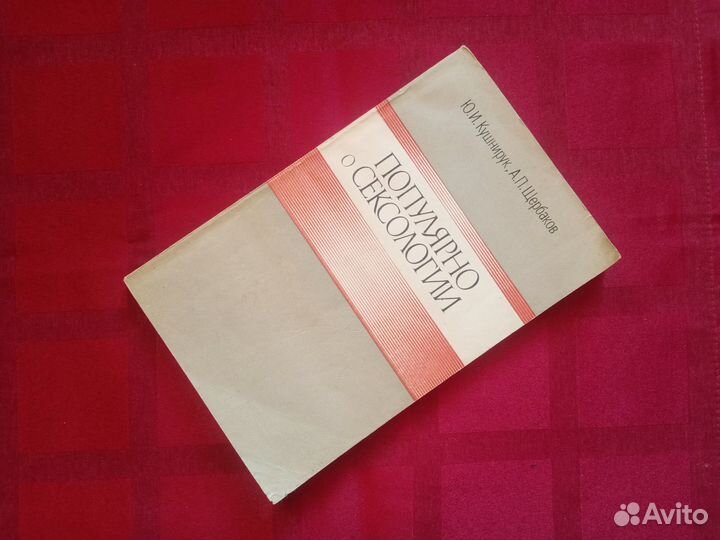 Ю.И. Кушнирук, А.П. Щербаков
ПОПУЛЯРНО
О СЕКСОЛОГИИ
Avito